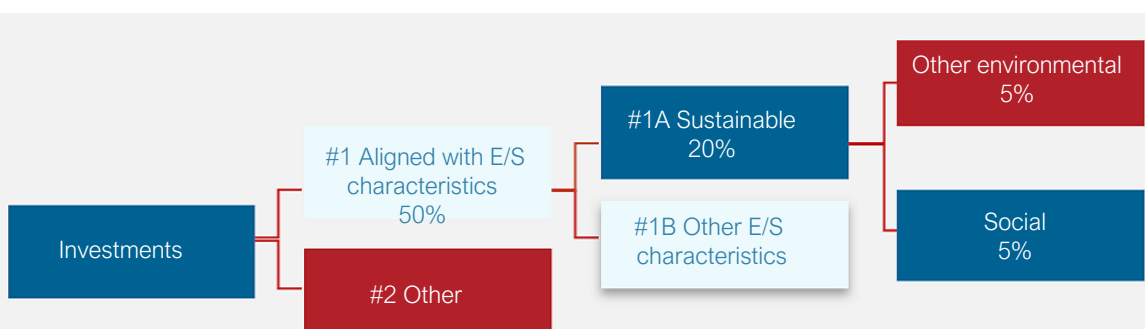 Investments
#1 Aligned with E/S
characteristics
50%
#2 Other
#1A Sustainable
20%
#1B Other E/S
characteristics
Other environmental
5%
Social
5%